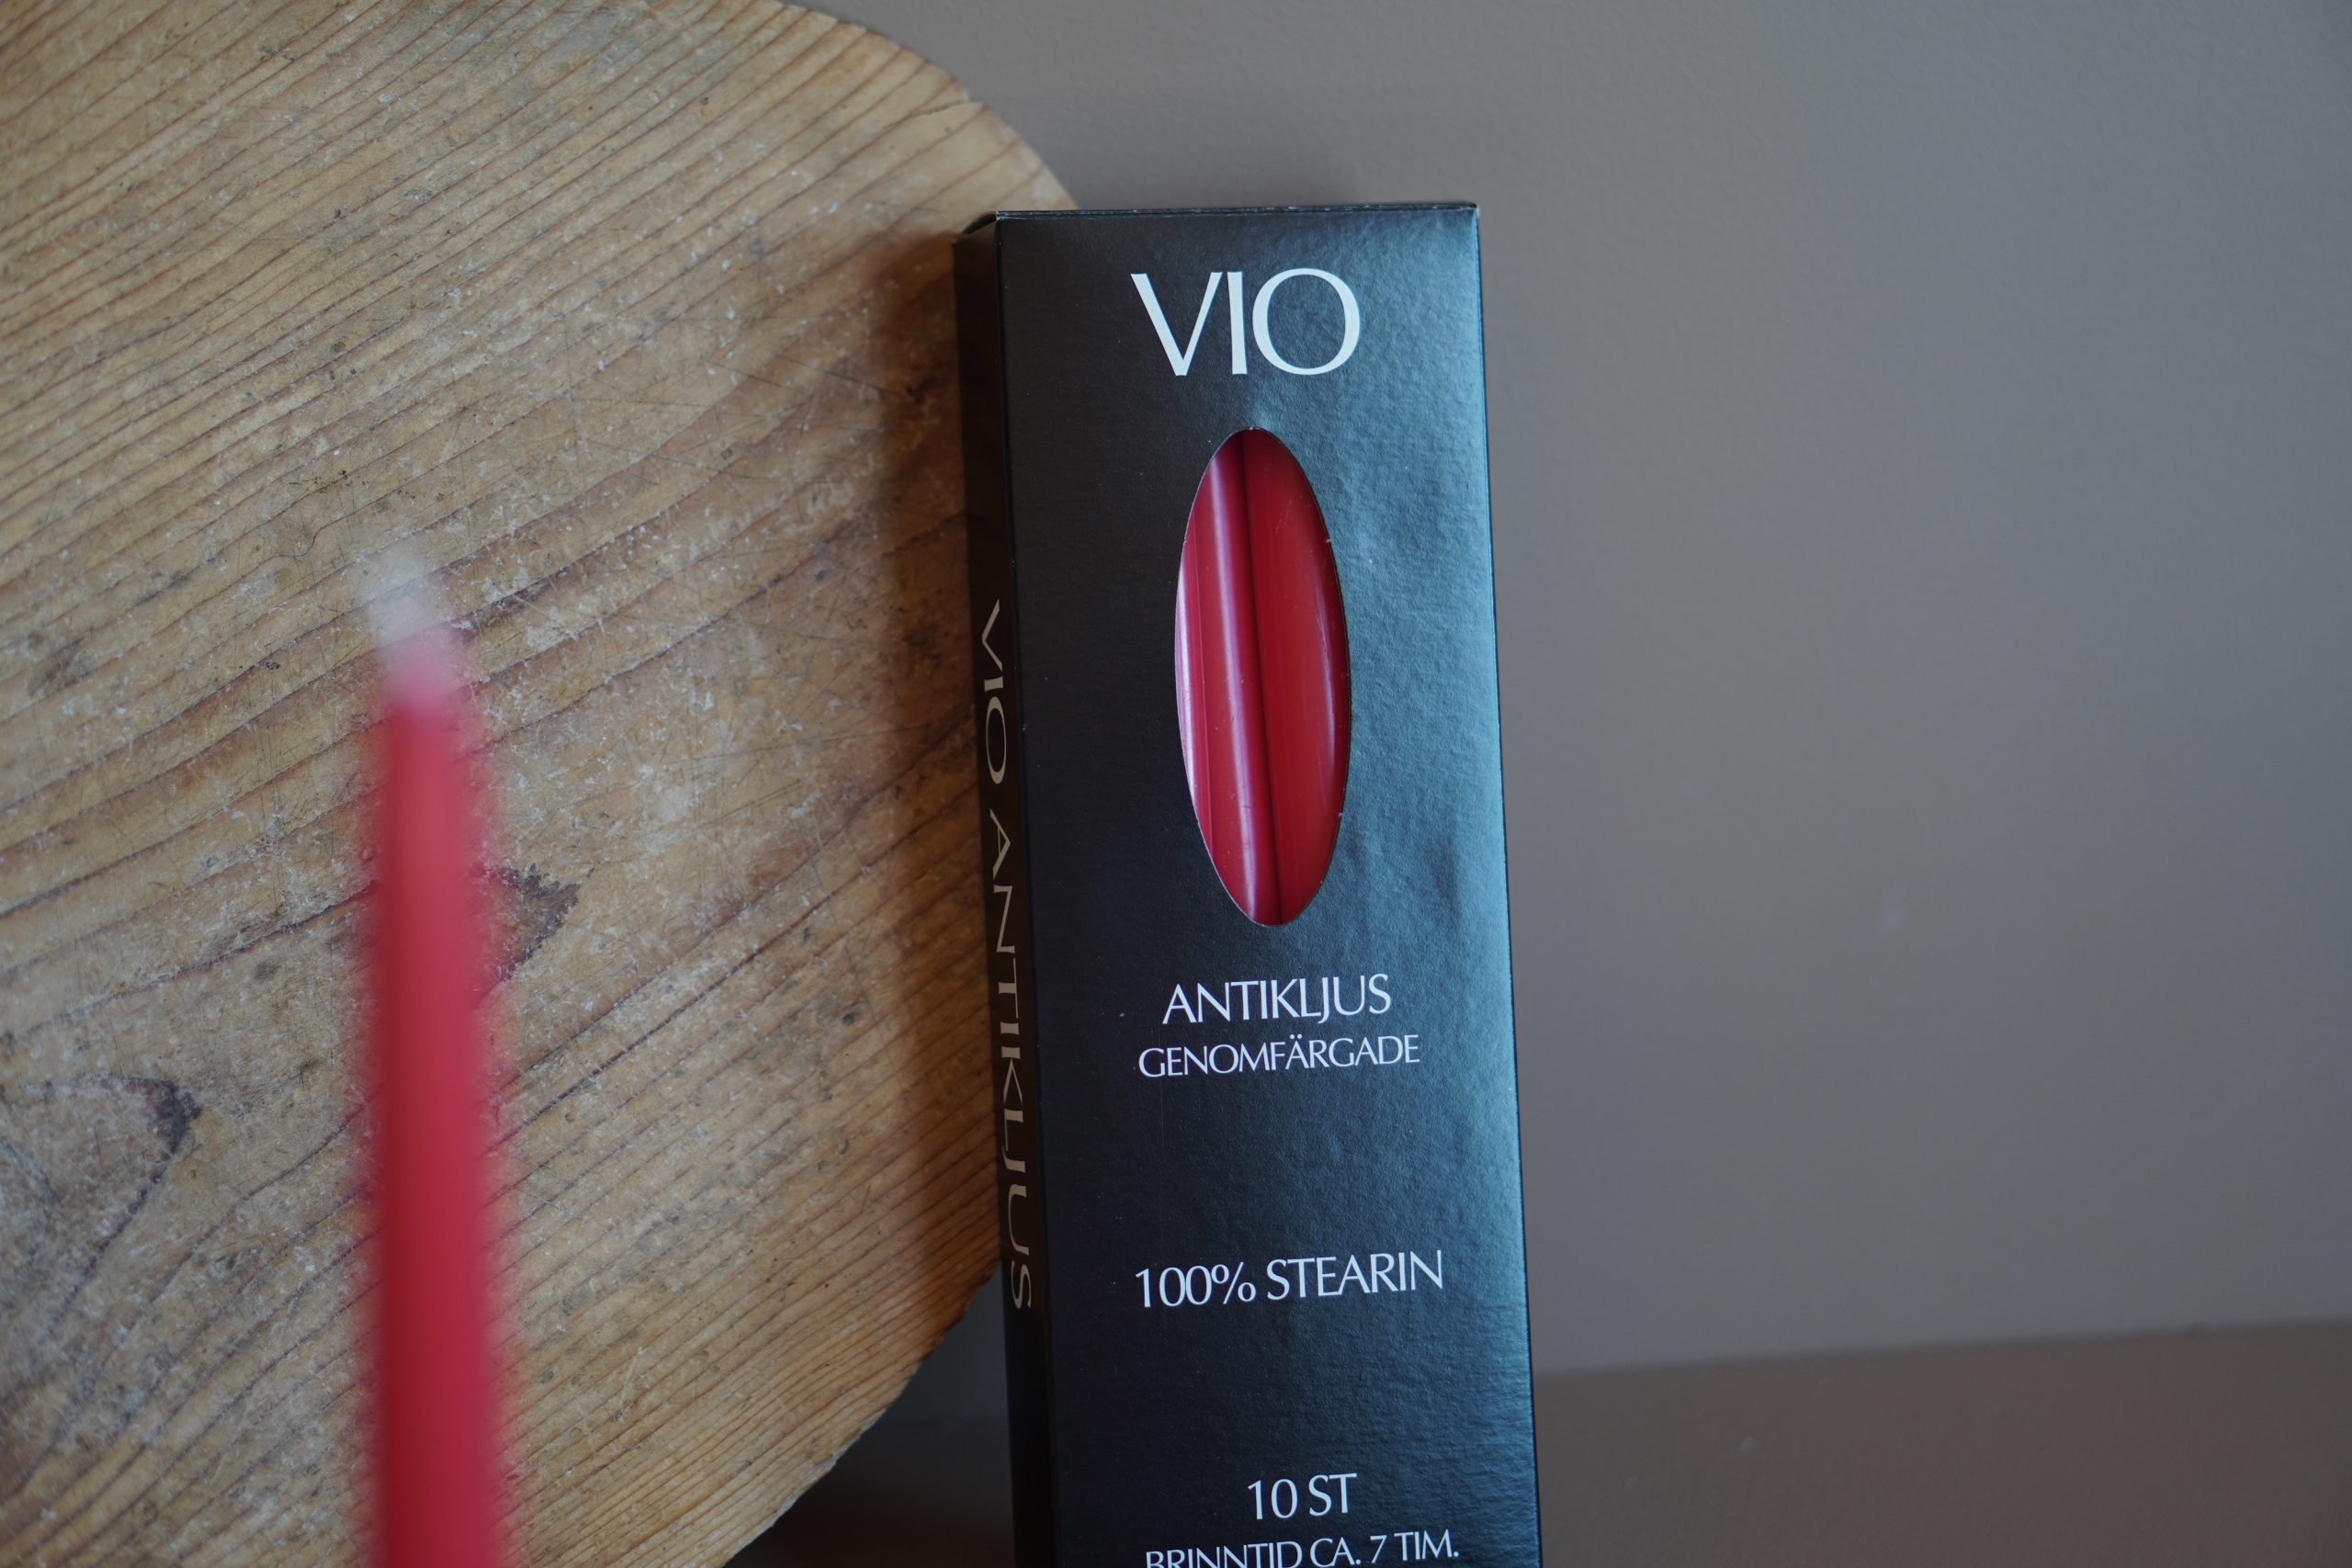 VIO
ANTIKLJUS
GENOMFÄRGADE
100% STEARIN
10 ST
BRINNTID CA. 7 TIM.
VIO ANTIKLJUS